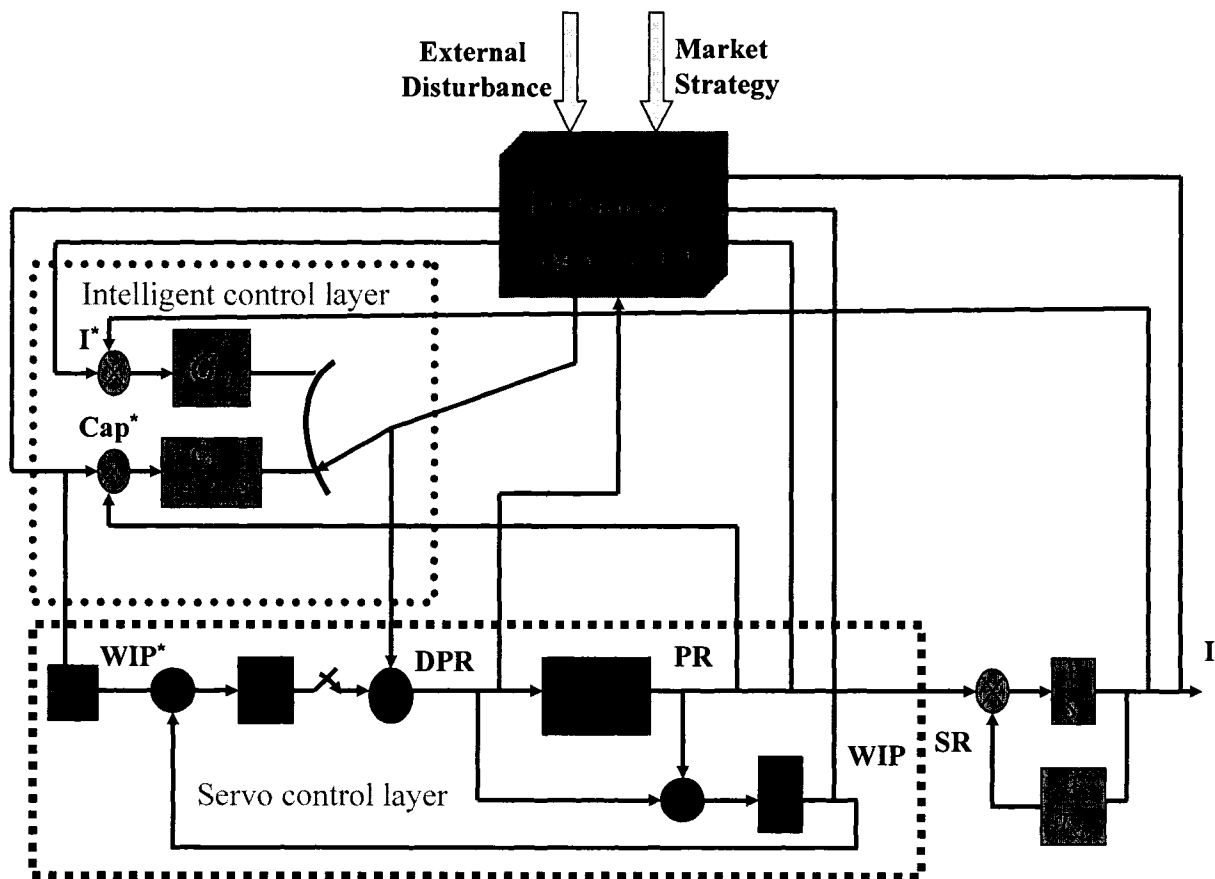 External
Disturbance
Market
Strategy
Intelligent control layer
I*
Cap*
WIP*
DPR
PR
I
WIP
SR
Servo control layer